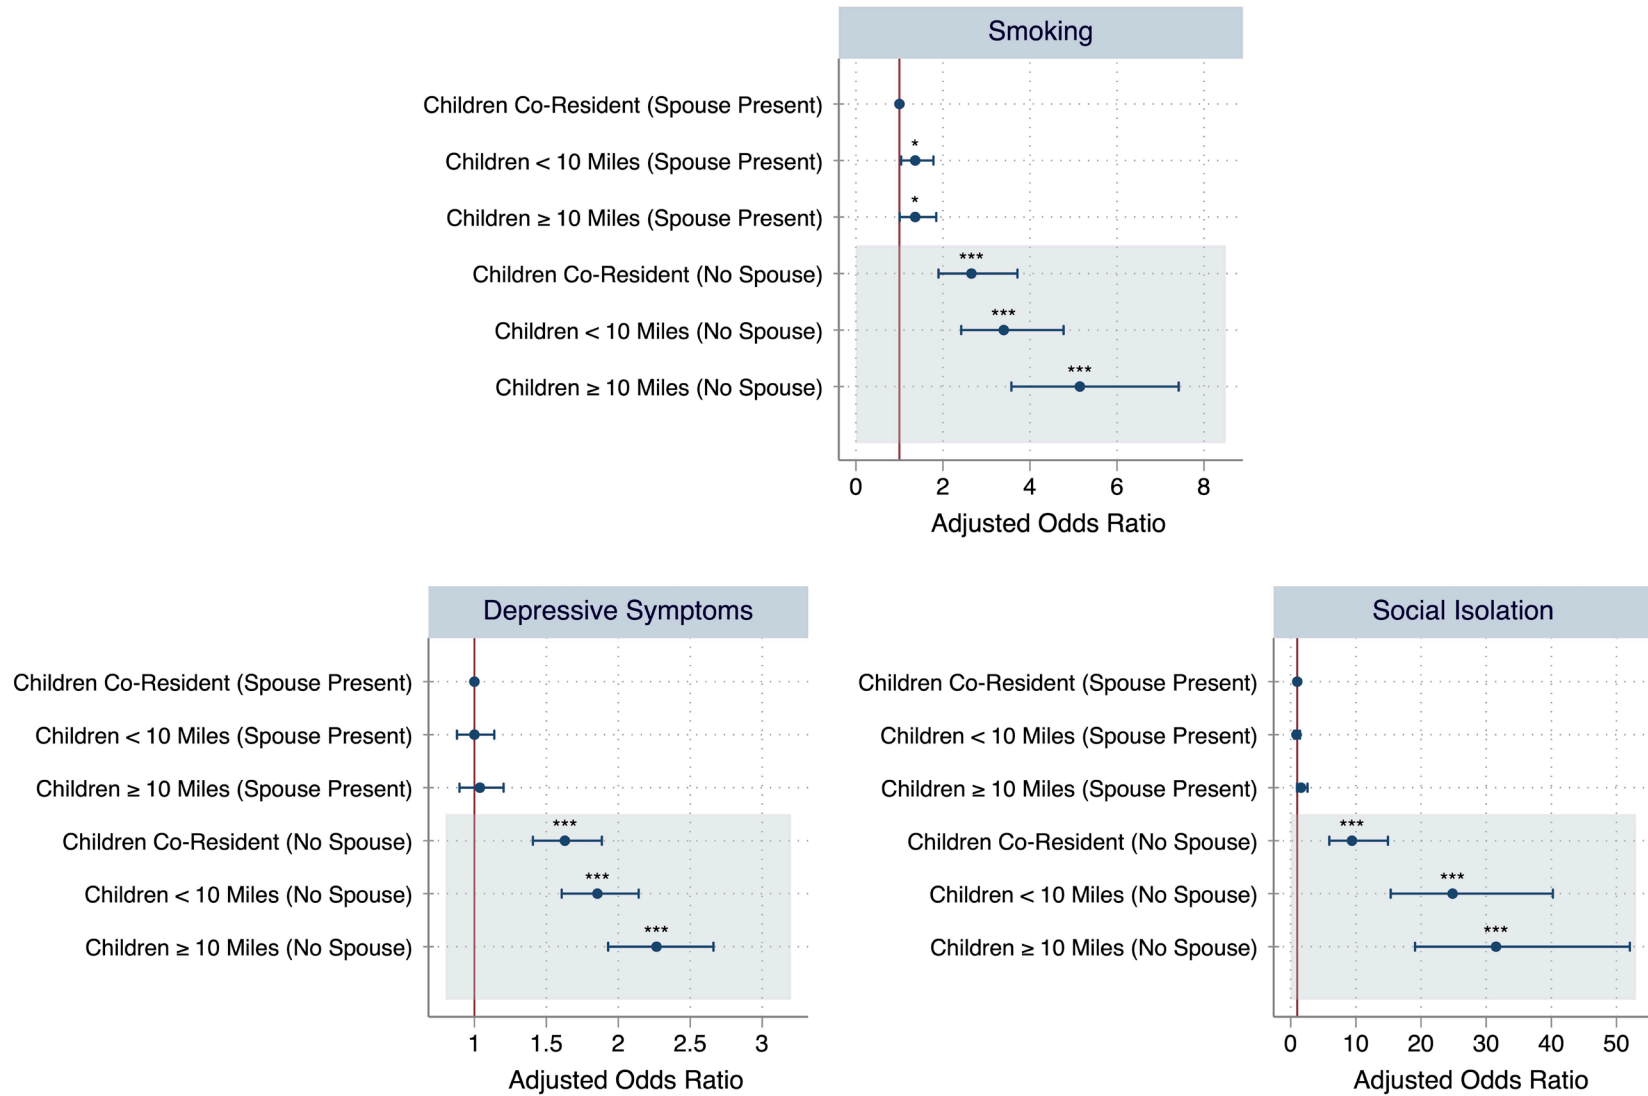 Smoking
Children Co-Resident (Spouse Present)
*
Children < 10 Miles (Spouse Present)
*
Children ≥ 10 Miles (Spouse Present)
***
Children Co-Resident (No Spouse)
***
Children < 10 Miles (No Spouse)
***
Children ≥ 10 Miles (No Spouse)
0 2 4 6 8
Adjusted Odds Ratio
Depressive Symptoms
Children Co-Resident (Spouse Present)
Children < 10 Miles (Spouse Present)
Children ≥ 10 Miles (Spouse Present)
***
Children Co-Resident (No Spouse)
***
Children < 10 Miles (No Spouse)
***
Children ≥ 10 Miles (No Spouse)
1 1.5 2 2.5 3
Adjusted Odds Ratio
Social Isolation
Children Co-Resident (Spouse Present)
Children < 10 Miles (Spouse Present)
Children ≥ 10 Miles (Spouse Present)
***
Children Co-Resident (No Spouse)
***
Children < 10 Miles (No Spouse)
***
Children ≥ 10 Miles (No Spouse)
0 10 20 30 40 50
Adjusted Odds Ratio